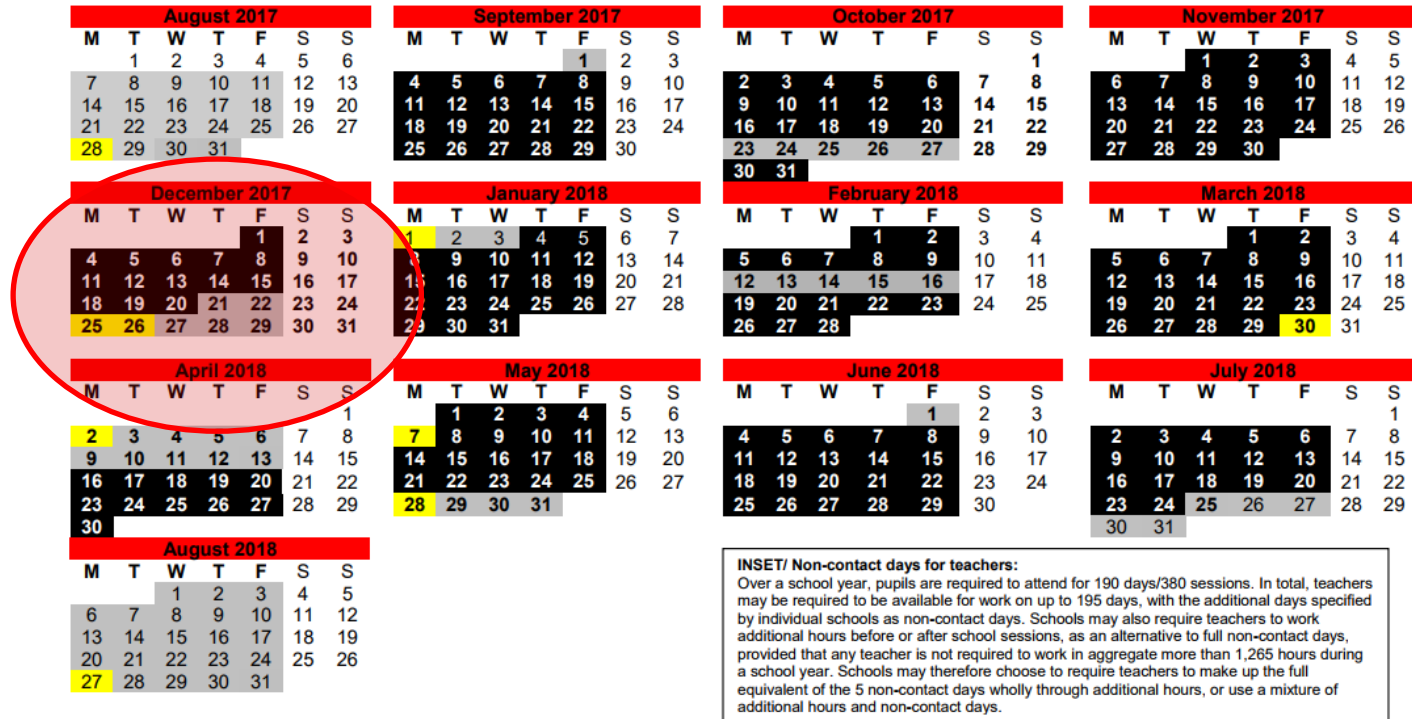 August 2017
M T W T F S S
1 2 3 4 5 6
7 8 9 10 11 12 13
14 15 16 17 18 19 20
21 22 23 24 25 26 27
28 29 30 31
September 2017
M T W T F S S
1 2 3
4 5 6 7 8 9 10
11 12 13 14 15 16 17
18 19 20 21 22 23 24
25 26 27 28 29 30
October 2017
M T W T F S S
1
2 3 4 5 6 7 8
9 10 11 12 13 14 15
16 17 18 19 20 21 22
23 24 25 26 27 28 29
30 31
November 2017
M T W T F S S
1 2 3 4 5
6 7 8 9 10 11 12
13 14 15 16 17 18 19
20 21 22 23 24 25 26
27 28 29 30
December 2017
M T W T F S S
1 2 3
4 5 6 7 8 9 10
11 12 13 14 15 16 17
18 19 20 21 22 23 24
25 26 27 28 29 30 31
January 2018
M T W T F S S
1 2 3 4 5 6 7
8 9 10 11 12 13 14
15 16 17 18 19 20 21
22 23 24 25 26 27 28
29 30 31
February 2018
M T W T F S S
1 2 3 4
5 6 7 8 9 10 11
12 13 14 15 16 17 18
19 20 21 22 23 24 25
26 27 28
March 2018
M T W T F S S
1 2 3 4
5 6 7 8 9 10 11
12 13 14 15 16 17 18
19 20 21 22 23 24 25
26 27 28 29 30 31
April 2018
M T W T F S S
1
2 3 4 5 6 7 8
9 10 11 12 13 14 15
16 17 18 19 20 21 22
23 24 25 26 27 28 29
30
May 2018
M T W T F S S
1 2 3 4 5 6
7 8 9 10 11 12 13
14 15 16 17 18 19 20
21 22 23 24 25 26 27
28 29 30 31
June 2018
M T W T F S S
1 2 3
4 5 6 7 8 9 10
11 12 13 14 15 16 17
18 19 20 21 22 23 24
25 26 27 28 29 30
July 2018
M T W T F S S
1
2 3 4 5 6 7 8
9 10 11 12 13 14 15
16 17 18 19 20 21 22
23 24 25 26 27 28 29
30 31
August 2018
M T W T F S S
1 2 3 4 5
6 7 8 9 10 11 12
13 14 15 16 17 18 19
20 21 22 23 24 25 26
27 28 29 30 31
INSET/ Non-contact days for teachers:
Over a school year, pupils are required to attend for 190 days/380 sessions. In total, teachers
may be required to be available for work on up to 195 days, with the additional days specified
by individual schools as non-contact days. Schools may also require teachers to work
additional hours before or after school sessions, as an alternative to full non-contact days,
provided that any teacher is not required to work in aggregate more than 1,265 hours during
a school year. Schools may therefore choose to require teachers to make up the full
equivalent of the 5 non-contact days wholly through additional hours, or use a mixture of
additional hours and non-contact days.